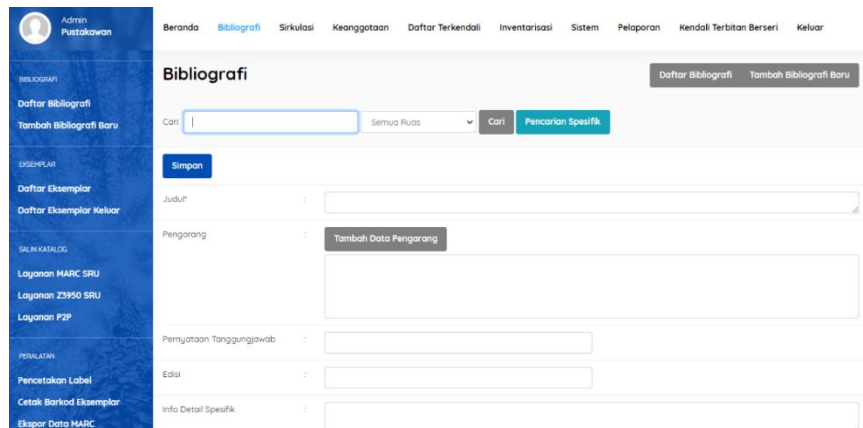 Admin
Pustakawan
Beranda Bibliografi Sirkulasi Keanggotaan Daftar Terkendali Inventarisasi Sistem Pelaporan Kendali Terbitan Berseri Keluar
BIBLIOGRAFI
Daftar Bibliografi
Tambah Bibliografi Baru
EKSEMPLAR
Daftar Eksemplar
Daftar Eksemplar Keluar
SALIN KATALOG
Layanan MARC SRU
Layanan Z3950 SRU
Layanan P2P
PERALATAN
Pencetakan Label
Cetak Barkod Eksemplar
Ekspor Data MARC
Bibliografi
Daftar Bibliografi Tambah Bibliografi Baru
Cari Semua Ruas Cari Pencarian Spesifik
Simpan
Judul* :
Pengarang : Tambah Data Pengarang
Pernyataan Tanggungjawab :
Edisi :
Info Detail Spesifik :